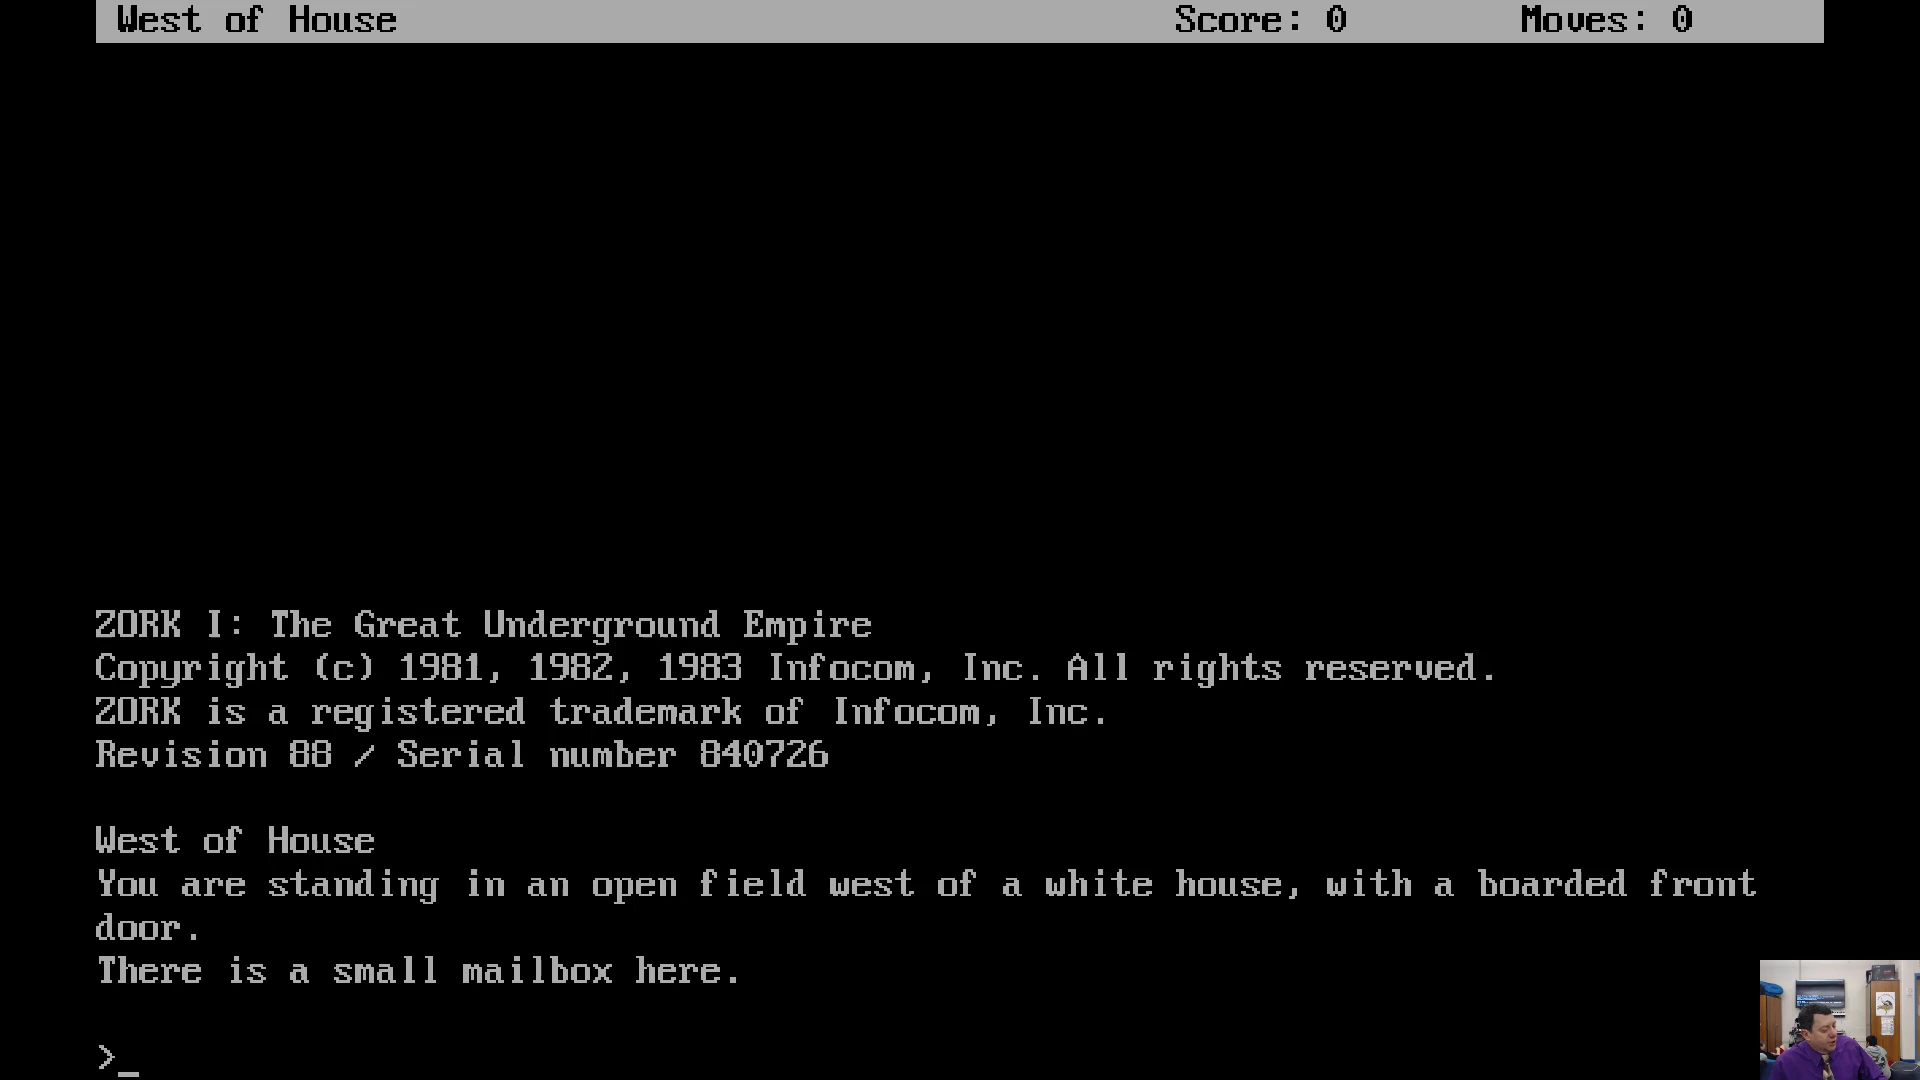 West of House Score: 0 Moves: 0
ZORK I: The Great Underground Empire
Copyright (c) 1981, 1982, 1983 Infocom, Inc. All rights reserved.
ZORK is a registered trademark of Infocom, Inc.
Revision 88 / Serial number 840726
West of House
You are standing in an open field west of a white house, with a boarded front
door.
There is a small mailbox here.
>_